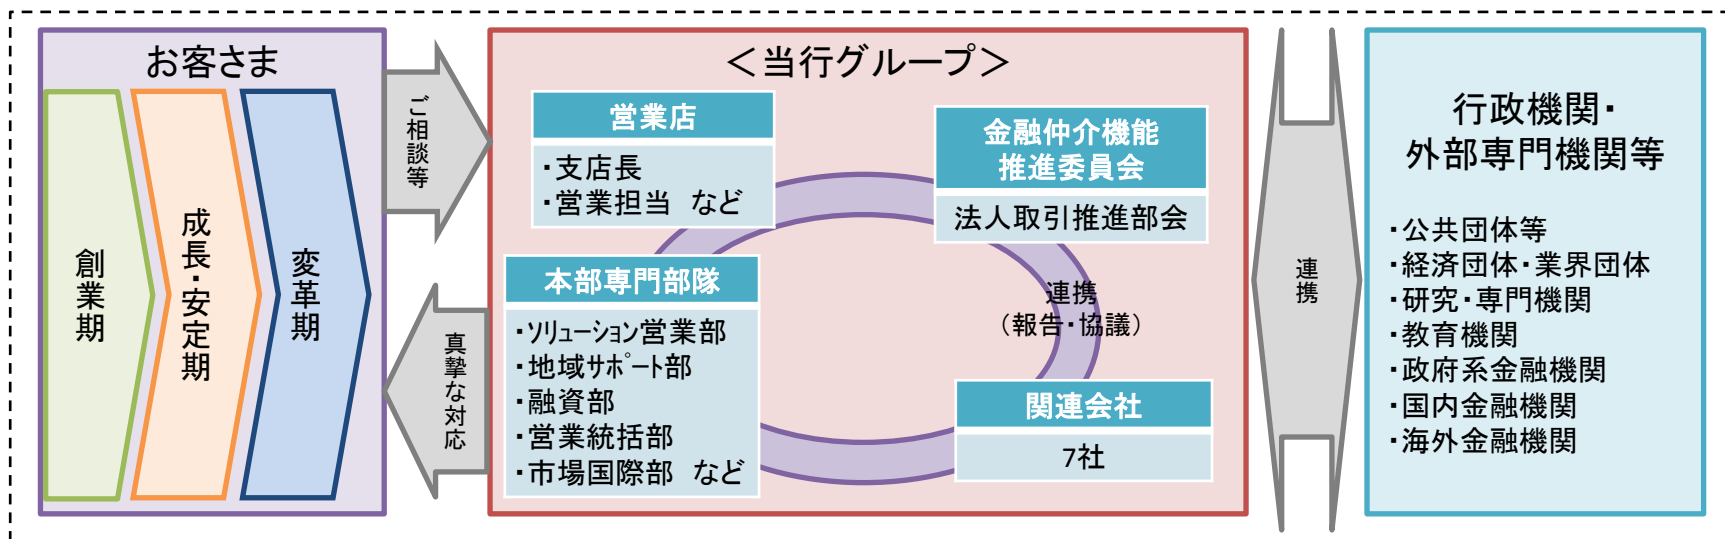 お客さま
創業期
成長・安定期
変革期
ご相談等
真摯な対応
＜当行グループ＞
営業店
・支店長
・営業担当　など
金融仲介機能
推進委員会
法人取引推進部会
本部専門部隊
・ソリューション営業部
・地域サポート部
・融資部
・営業統括部
・市場国際部　など
連携
（報告・協議）
関連会社
7社
連携
行政機関・
外部専門機関等
・公共団体等
・経済団体・業界団体
・研究・専門機関
・教育機関
・政府系金融機関
・国内金融機関
・海外金融機関